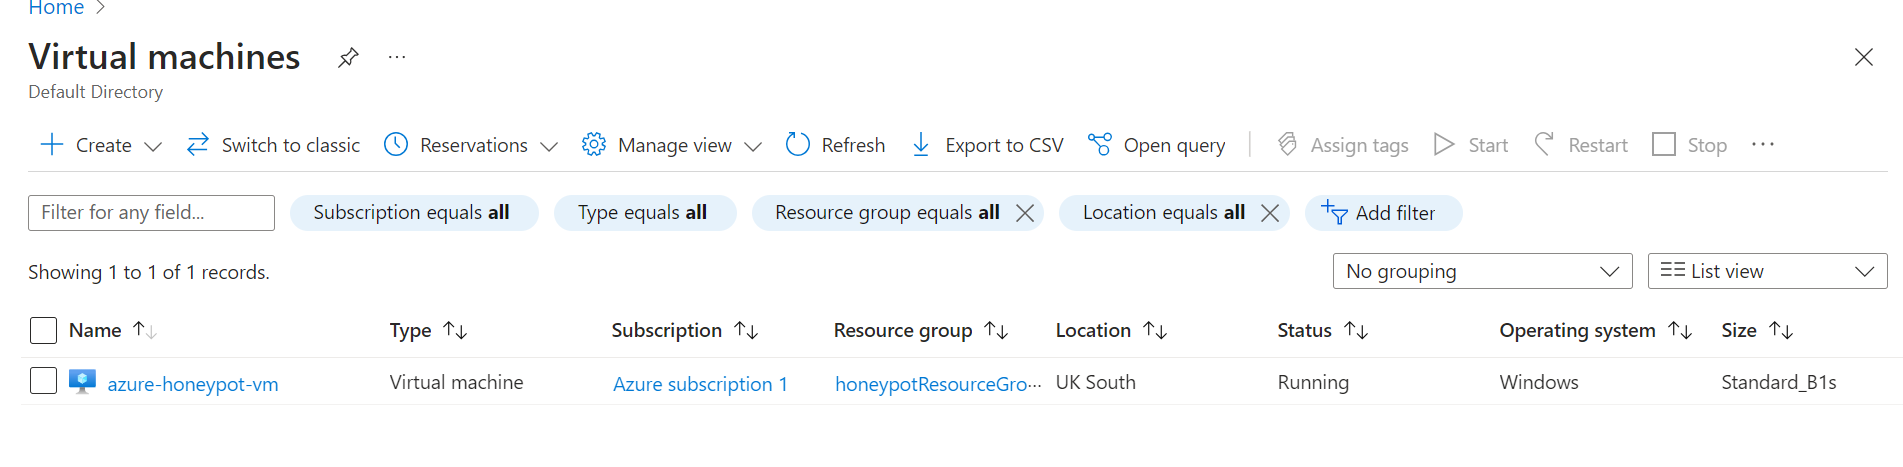 Home
Virtual machines ...
Default Directory
Create Switch to classic Reservations Manage view Refresh Export to CSV Open query Assign tags Start Restart Stop ...
Filter for any field... Subscription equals all Type equals all Resource group equals all Location equals all Add filter
Showing 1 to 1 of 1 records. No grouping List view
Name Type Subscription Resource group Location Status Operating system Size
azure-honeypot-vm Virtual machine Azure subscription 1 honeypotResourceGro... UK South Running Windows Standard_B1s